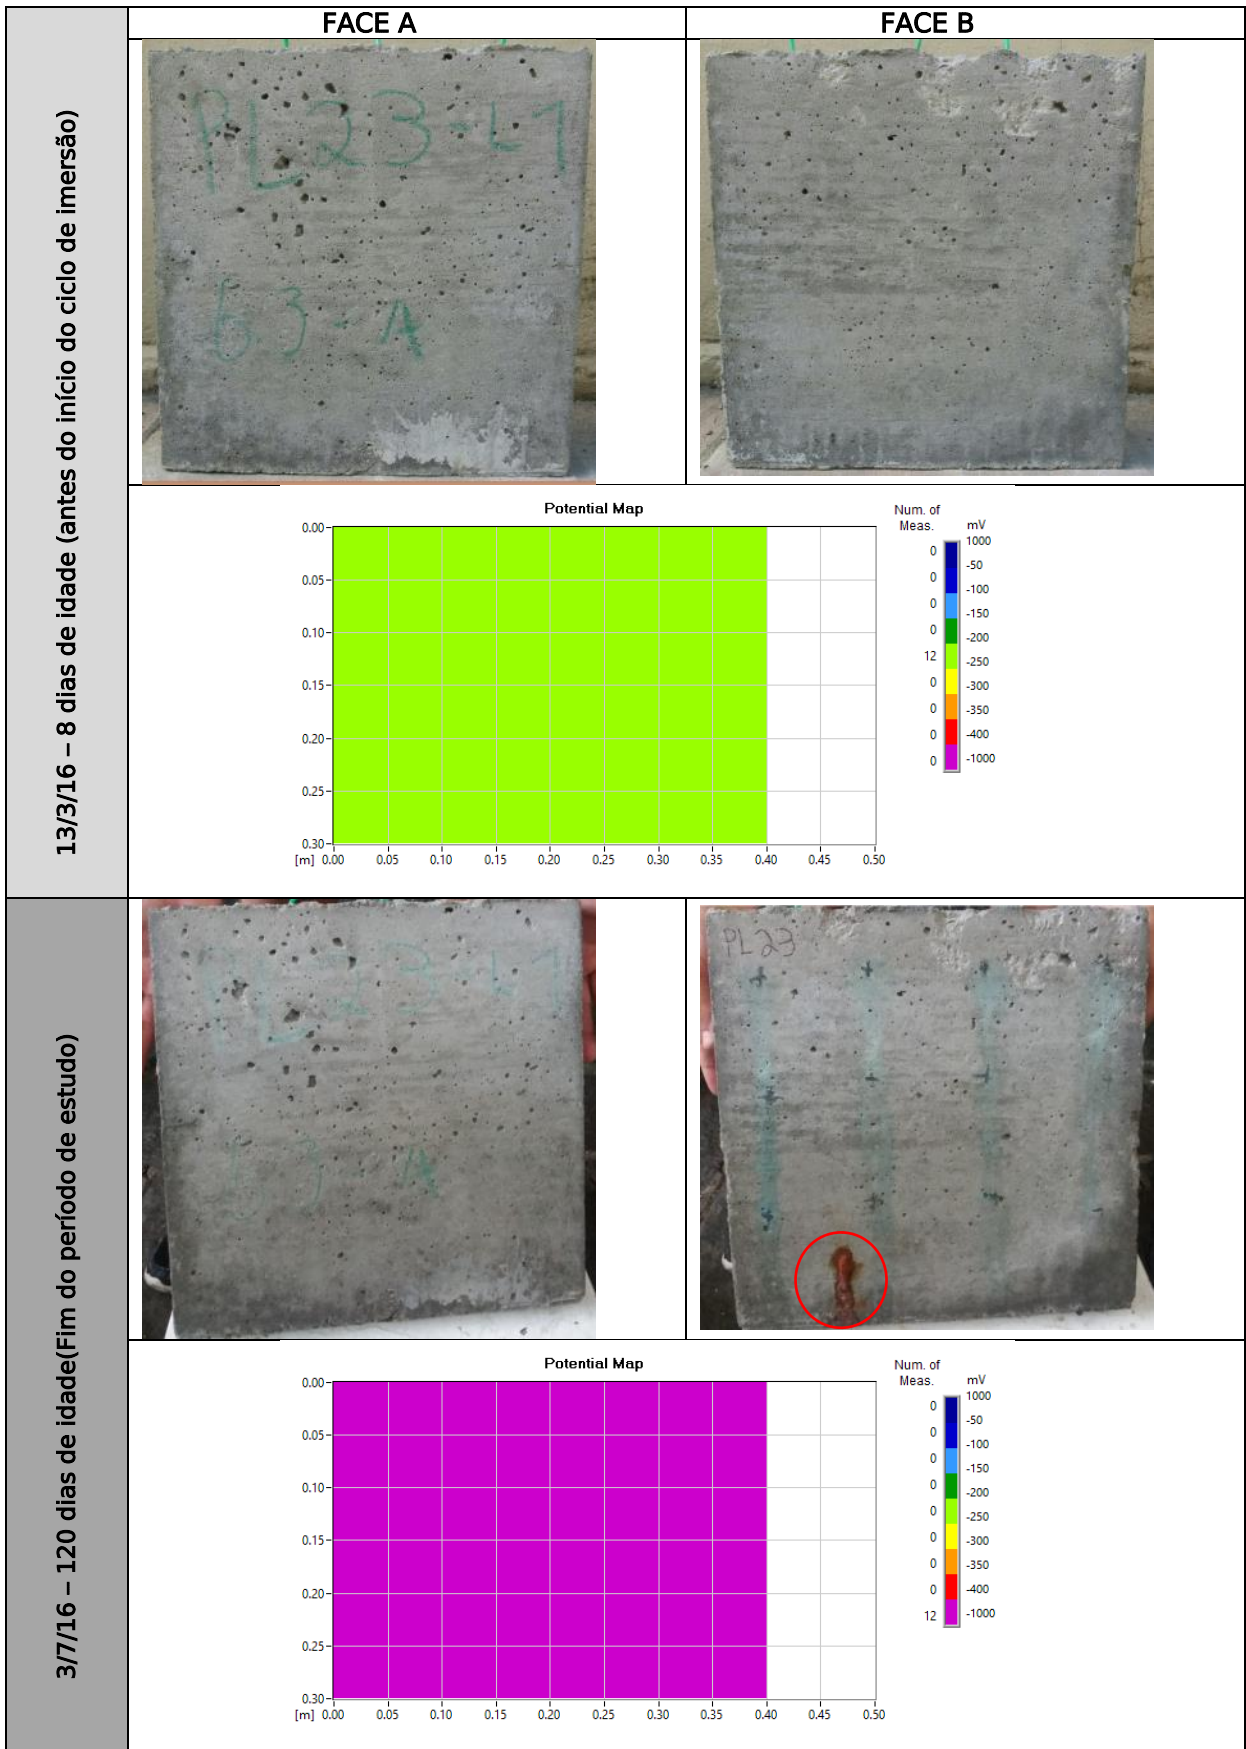 FACE A
FACE B
13/3/16 – 8 dias de idade (antes do início do ciclo de imersão)
PL23-L1
63-A
Potential Map
Num. of
Meas.
mV
0.00
0.05
0.10
0.15
0.20
0.25
0.30
[m] 0.00 0.05 0.10 0.15 0.20 0.25 0.30 0.35 0.40 0.45 0.50
0
0
0
0
12
0
0
0
0
1000
-50
-100
-150
-200
-250
-300
-350
-400
-1000
3/7/16 – 120 dias de idade(Fim do período de estudo)
PL23-L1
63-A
PL23
Potential Map
Num. of
Meas.
mV
0.00
0.05
0.10
0.15
0.20
0.25
0.30
[m] 0.00 0.05 0.10 0.15 0.20 0.25 0.30 0.35 0.40 0.45 0.50
0
0
0
0
0
0
0
0
12
1000
-50
-100
-150
-200
-250
-300
-350
-400
-1000